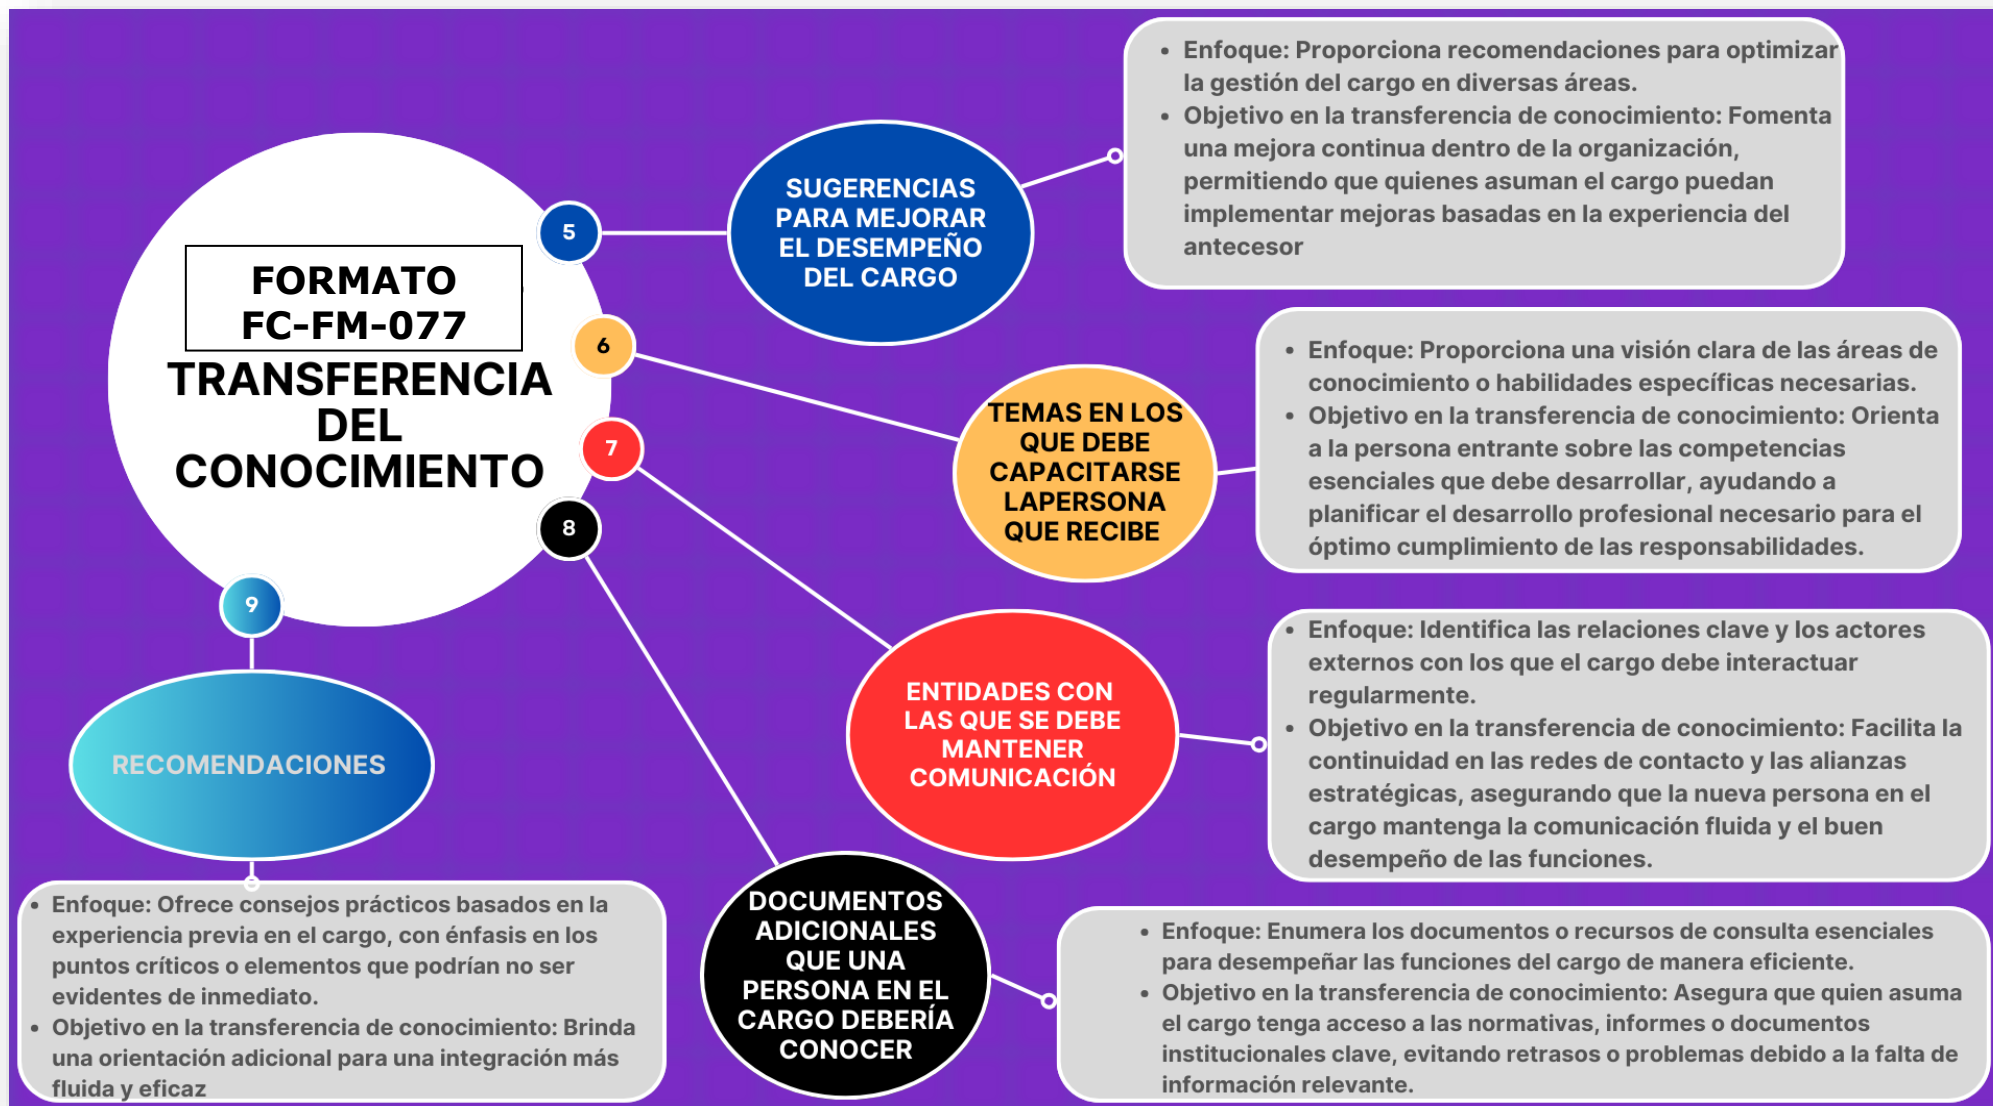 FORMATO
FC-FM-077
TRANSFERENCIA
DEL
CONOCIMIENTO
5
SUGERENCIAS
PARA MEJORAR
EL DESEMPEÑO
DEL CARGO
• Enfoque: Proporciona recomendaciones para optimizar
la gestión del cargo en diversas áreas.
• Objetivo en la transferencia de conocimiento: Fomenta
una mejora continua dentro de la organización,
permitiendo que quienes asuman el cargo puedan
implementar mejoras basadas en la experiencia del
antecesor
6
TEMAS EN LOS
QUE DEBE
CAPACITARSE
LAPERSONA
QUE RECIBE
• Enfoque: Proporciona una visión clara de las áreas de
conocimiento o habilidades específicas necesarias.
• Objetivo en la transferencia de conocimiento: Orienta
a la persona entrante sobre las competencias
esenciales que debe desarrollar, ayudando a
planificar el desarrollo profesional necesario para el
óptimo cumplimiento de las responsabilidades.
7
ENTIDADES CON
LAS QUE SE DEBE
MANTENER
COMUNICACIÓN
• Enfoque: Identifica las relaciones clave y los actores
externos con los que el cargo debe interactuar
regularmente.
• Objetivo en la transferencia de conocimiento: Facilita la
continuidad en las redes de contacto y las alianzas
estratégicas, asegurando que la nueva persona en el
cargo mantenga la comunicación fluida y el buen
desempeño de las funciones.
8
DOCUMENTOS
ADICIONALES
QUE UNA
PERSONA EN EL
CARGO DEBERÍA
CONOCER
• Enfoque: Enumera los documentos o recursos de consulta esenciales
para desempeñar las funciones del cargo de manera eficiente.
• Objetivo en la transferencia de conocimiento: Asegura que quien asuma
el cargo tenga acceso a las normativas, informes o documentos
institucionales clave, evitando retrasos o problemas debido a la falta de
información relevante.
9
RECOMENDACIONES
• Enfoque: Ofrece consejos prácticos basados en la
experiencia previa en el cargo, con énfasis en los
puntos críticos o elementos que podrían no ser
evidentes de inmediato.
• Objetivo en la transferencia de conocimiento: Brinda
una orientación adicional para una integración más
fluida y eficaz